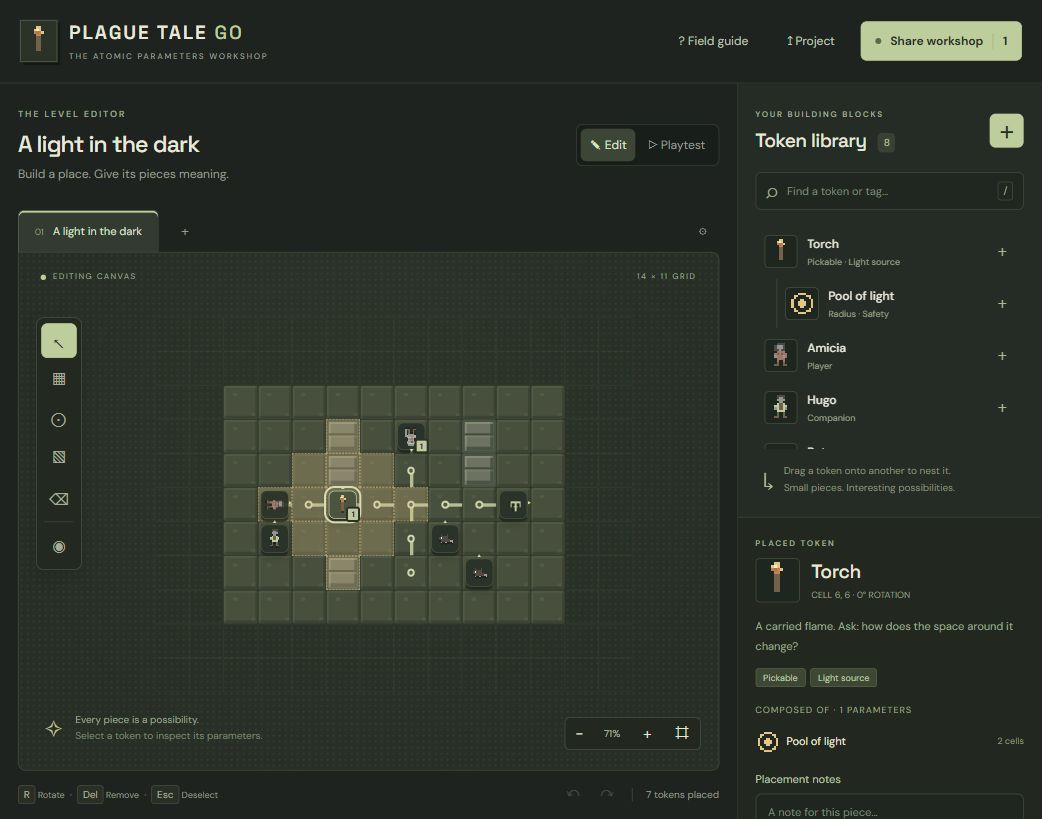 PLAGUE TALE GO
THE ATOMIC PARAMETERS WORKSHOP
? Field guide
↥ Project
Share workshop 1
THE LEVEL EDITOR
A light in the dark
Build a place. Give its pieces meaning.
Edit
Playtest
01 A light in the dark
+
EDITING CANVAS
14 × 11 GRID
1
1
Every piece is a possibility.
Select a token to inspect its parameters.
− 71% +
R Rotate · Del Remove · Esc Deselect
7 tokens placed
YOUR BUILDING BLOCKS
Token library 8
+
Find a token or tag... /
Torch
Pickable · Light source
+
Pool of light
Radius · Safety
+
Amicia
Player
+
Hugo
Companion
+
Drag a token onto another to nest it.
Small pieces. Interesting possibilities.
PLACED TOKEN
Torch
CELL 6, 6 · 0° ROTATION
A carried flame. Ask: how does the space around it
change?
Pickable Light source
COMPOSED OF · 1 PARAMETERS
Pool of light 2 cells
Placement notes
A note for this piece...